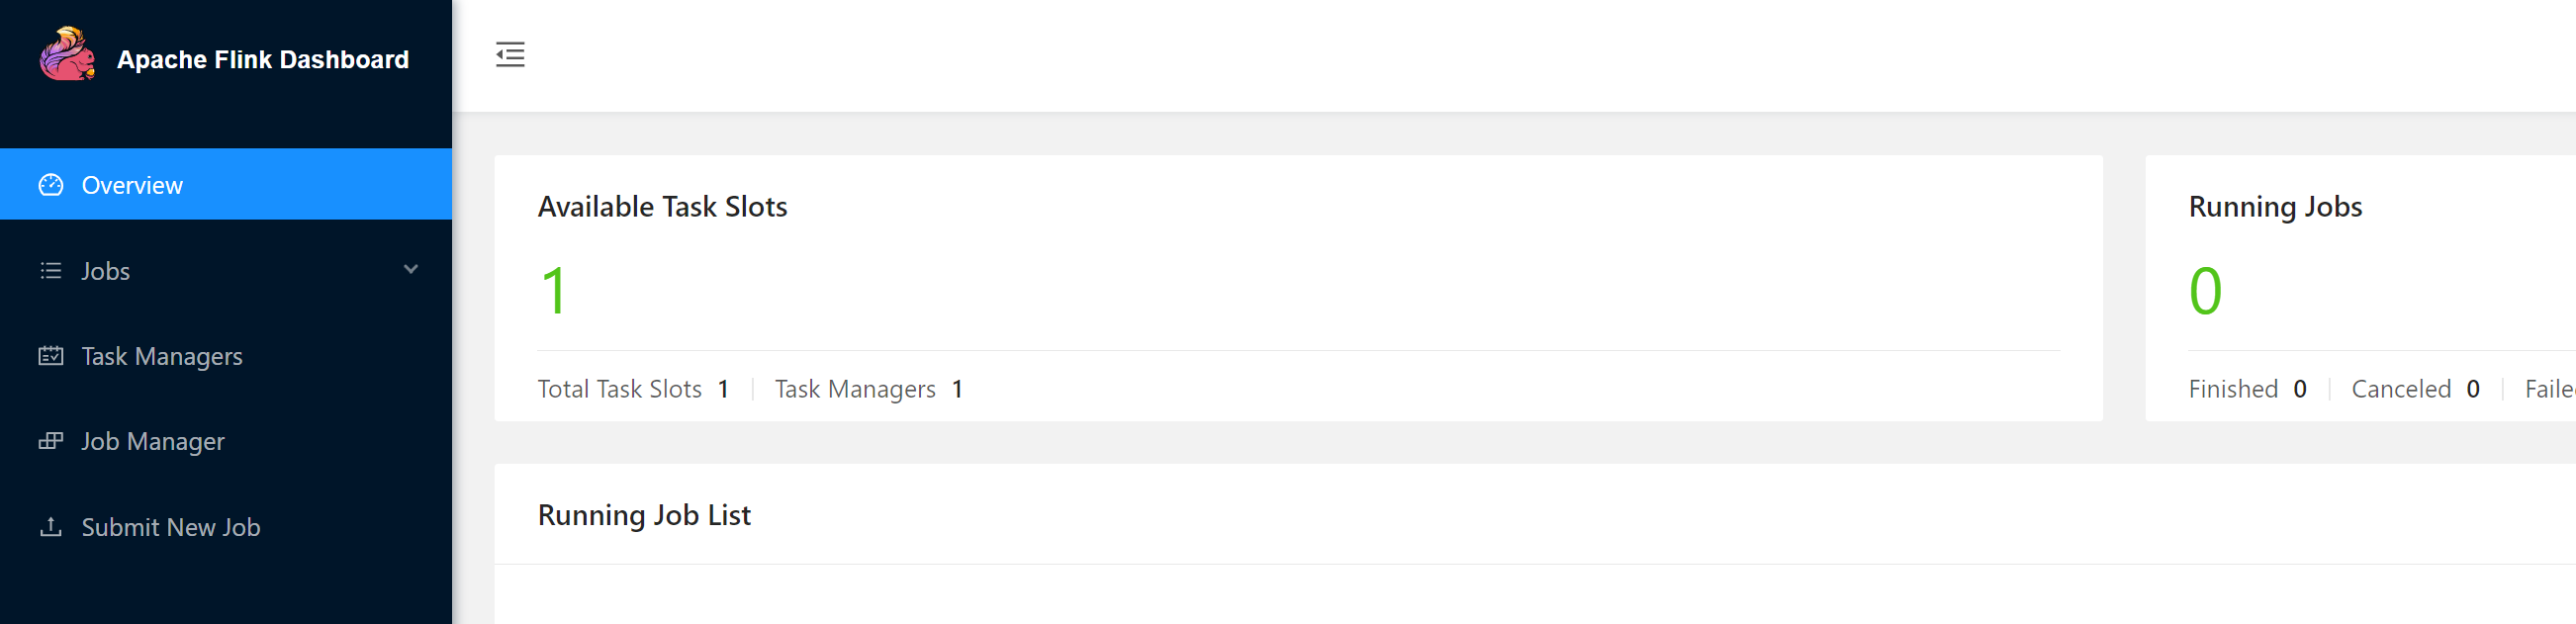 Apache Flink Dashboard
Overview
Jobs
Task Managers
Job Manager
Submit New Job
Available Task Slots
1
Total Task Slots 1 Task Managers 1
Running Jobs
0
Finished 0 Canceled 0 Faile
Running Job List